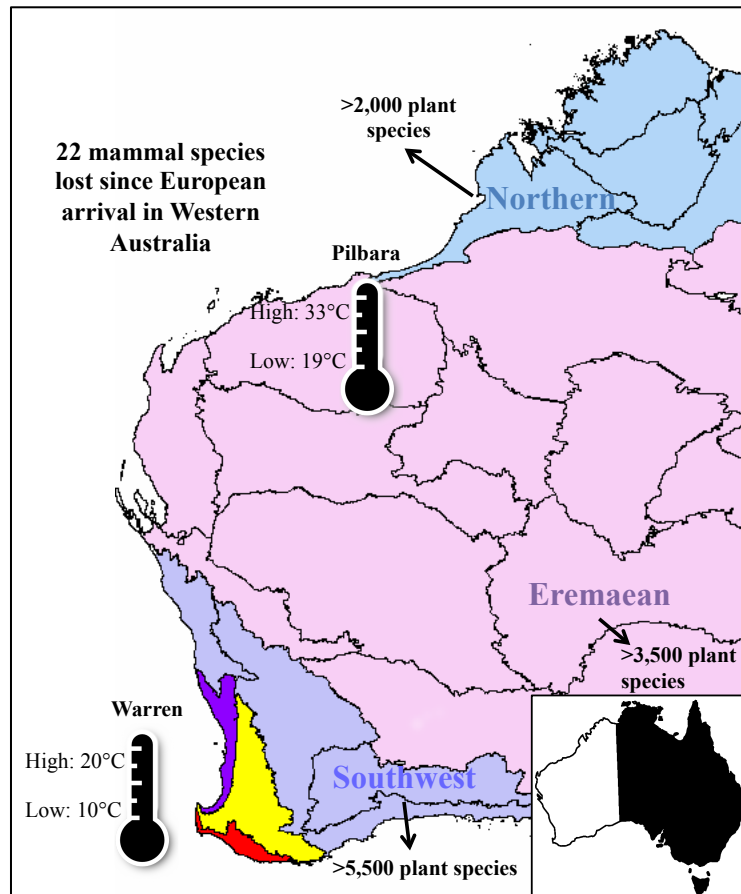 >2,000 plant
species
22 mammal species
lost since European
arrival in Western
Australia
Northern
Pilbara
High: 33°C
Low: 19°C
Eremaean
>3,500 plant
species
Warren
High: 20°C
Low: 10°C
Southwest
>5,500 plant species